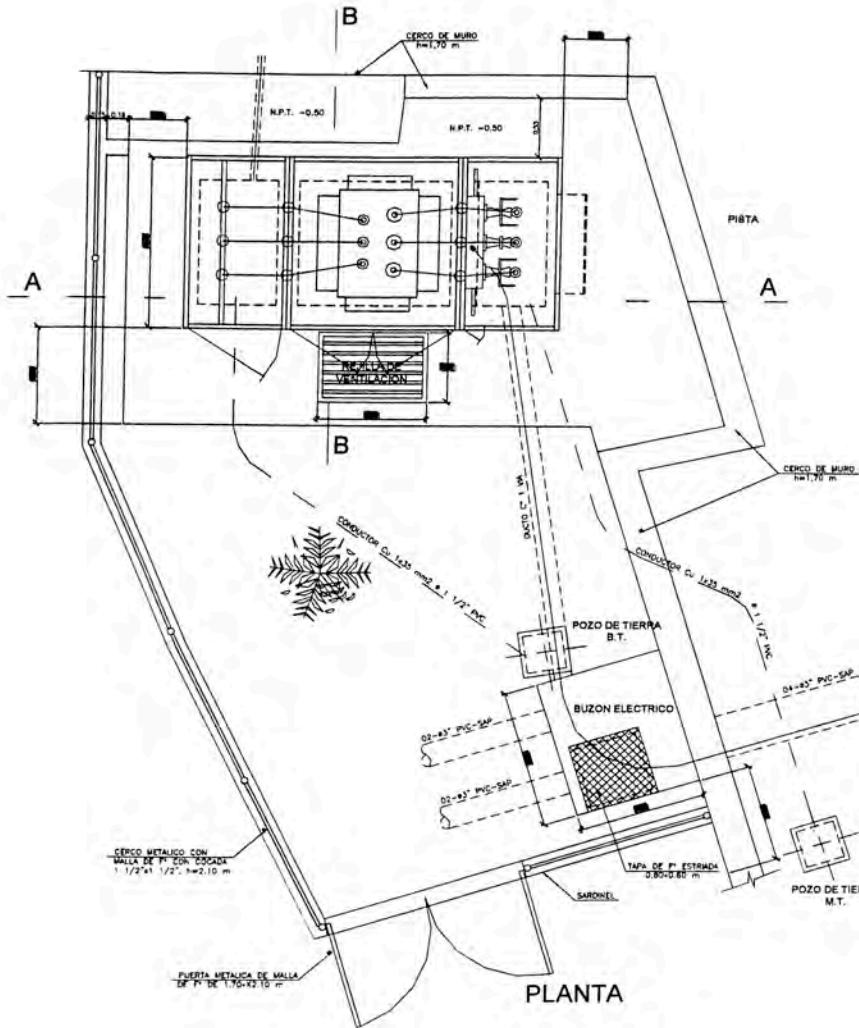 B
CERCO DE MURO
h=1,70 m
N.P.T. -0.50
N.P.T. -0.50
0.55
PISTA
A
A
REJILLA DE
VENTILACION
B
CERCO DE MURO
h=1,70 m
DUCTO C° 1 VIA
CONDUCTOR Cu 1x35 mm2 ø 1 1/2" PVC
CONDUCTOR Cu 1x35 mm2 ø 1 1/2" PVC
POZO DE TIERRA
B.T.
BUZON ELECTRICO
02-ø3" PVC-SAP
04-ø3" PVC-SAP
02-ø3" PVC-SAP
CERCO METALICO CON
MALLA DE F° CON COCADA
1 1/2"x1 1/2", h=2.10 m
TAPA DE F° ESTRIADA
0.80x0.60 m
SARDINEL
POZO DE TIE
M.T.
PUERTA METALICA DE MALLA
DE F° DE 1.70x2.10 m
PLANTA